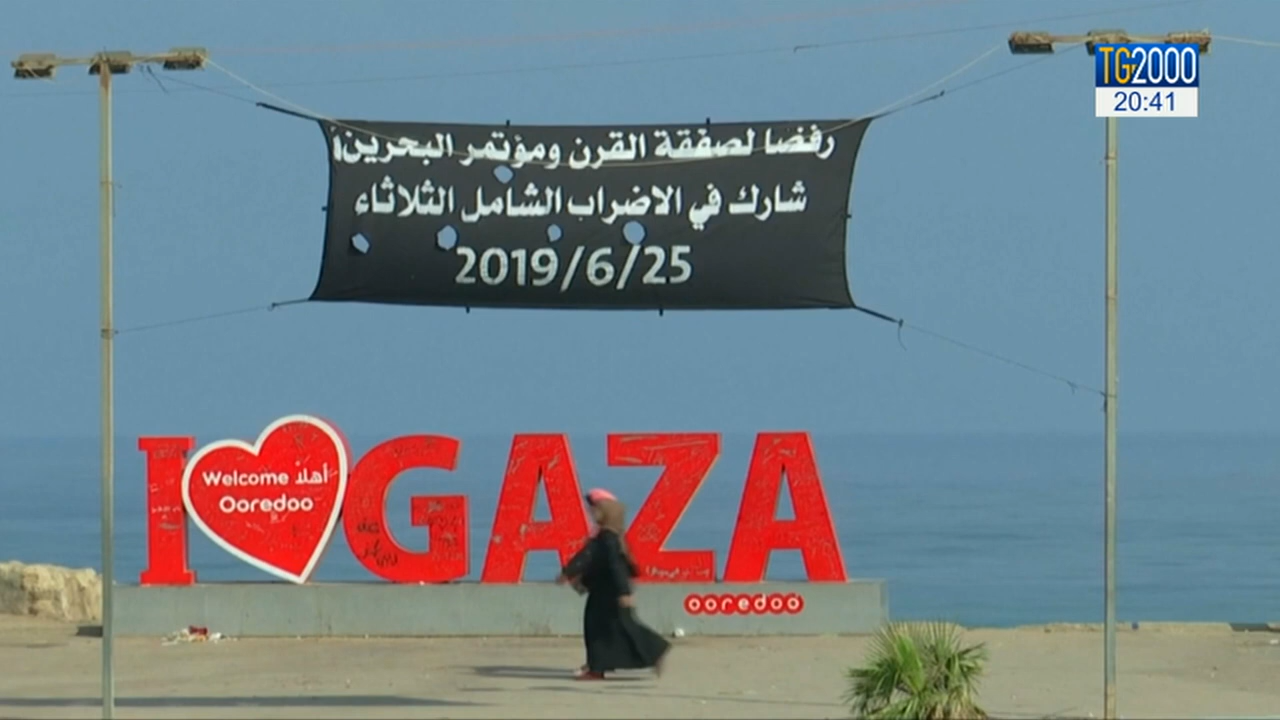 TG2000
20:41
رفضا لصفقة القرن ومؤتمر البحرين
شارك في الاضراب الشامل الثلاثاء
2019/6/25
I GAZA
Welcome أهلاً
Ooredoo
ooredoo